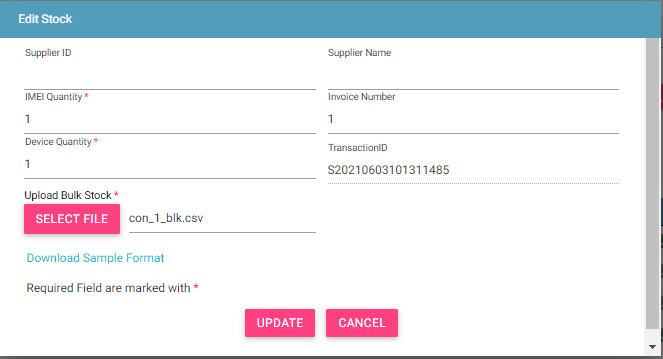 Edit Stock
Supplier ID
Supplier Name
IMEI Quantity *
Invoice Number
1
1
Device Quantity *
TransactionID
1
S20210603101311485
Upload Bulk Stock *
SELECT FILE
con_1_blk.csv
Download Sample Format
Required Field are marked with *
UPDATE
CANCEL